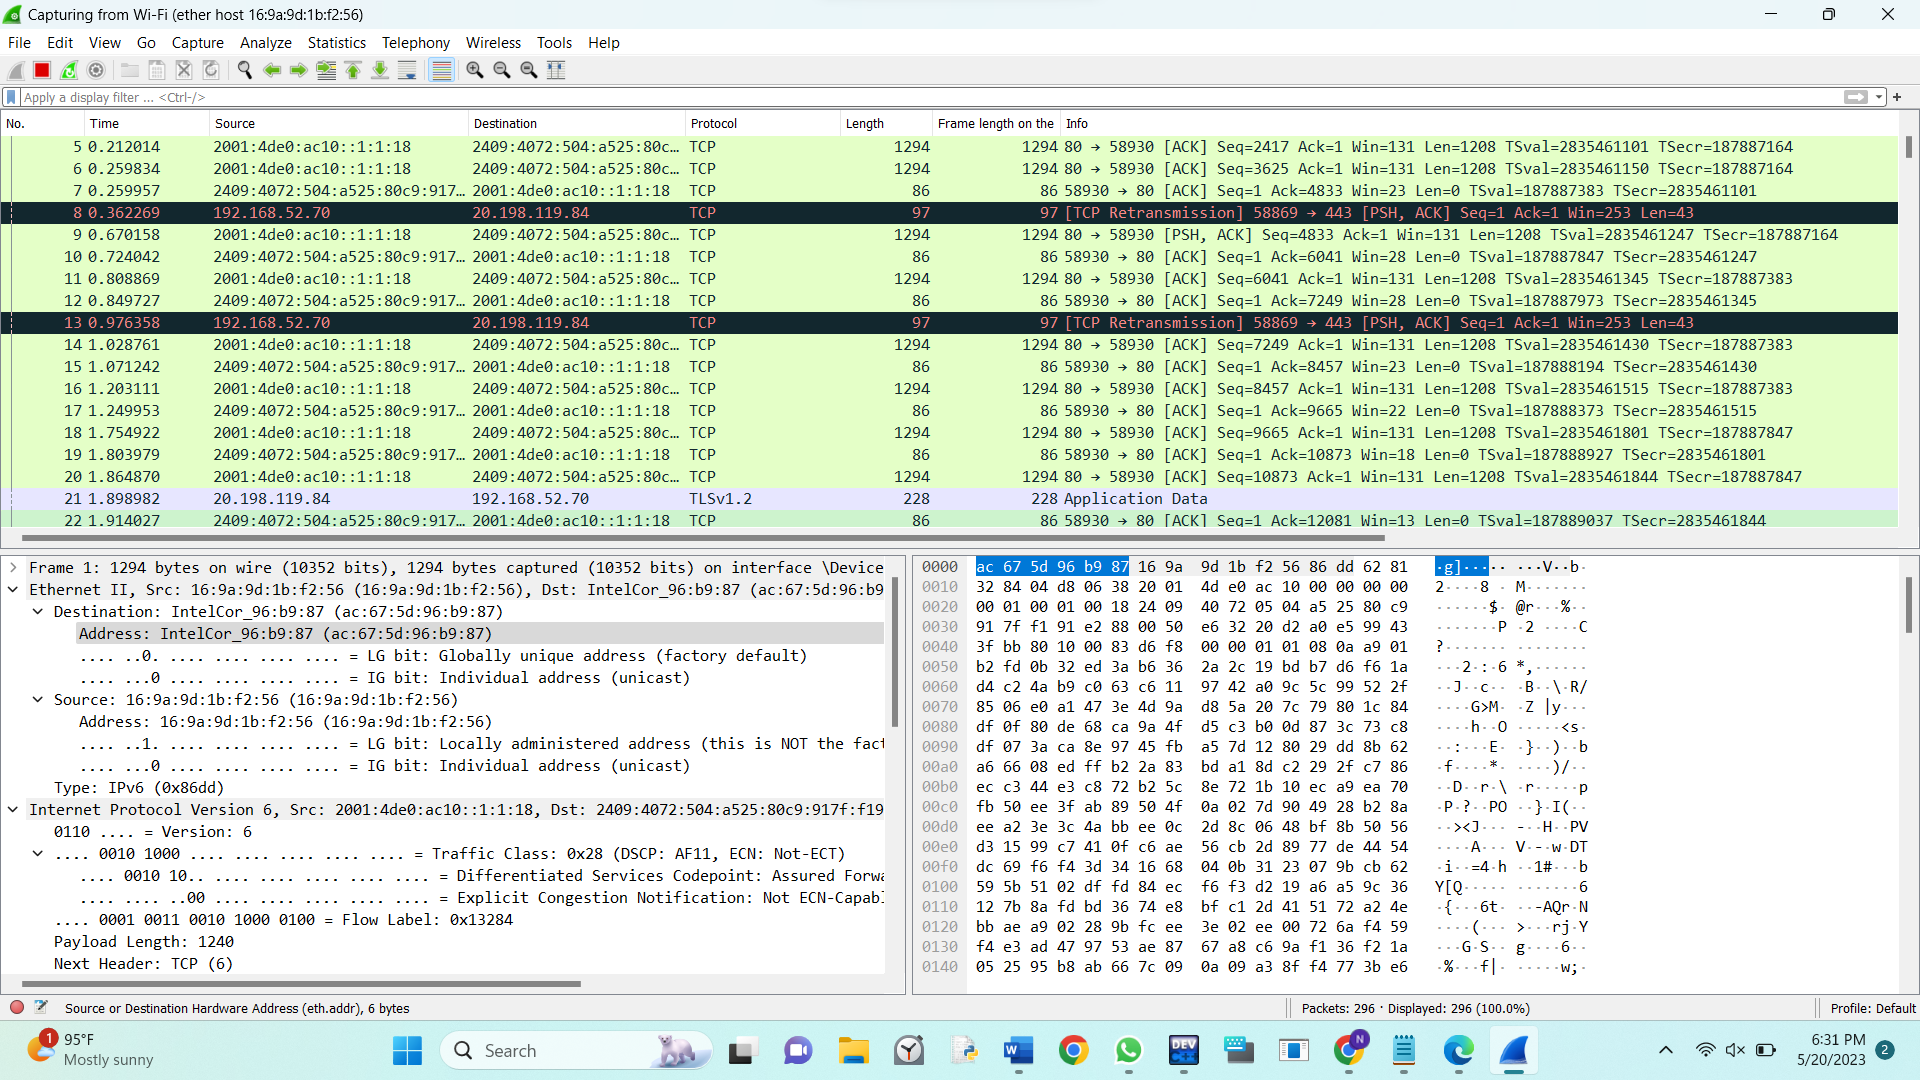 Capturing from Wi-Fi (ether host 16:9a:9d:1b:f2:56)
File Edit View Go Capture Analyze Statistics Telephony Wireless Tools Help
Apply a display filter ... <Ctrl-/>
No. Time Source Destination Protocol Length Frame length on the Info
5 0.212014 2001:4de0:ac10::1:1:18 2409:4072:504:a525:80c… TCP 1294 1294 80 → 58930 [ACK] Seq=2417 Ack=1 Win=131 Len=1208 TSval=2835461101 TSecr=187887164
6 0.259834 2001:4de0:ac10::1:1:18 2409:4072:504:a525:80c… TCP 1294 1294 80 → 58930 [ACK] Seq=3625 Ack=1 Win=131 Len=1208 TSval=2835461150 TSecr=187887164
7 0.259957 2409:4072:504:a525:80c9:917… 2001:4de0:ac10::1:1:18 TCP 86 86 58930 → 80 [ACK] Seq=1 Ack=4833 Win=23 Len=0 TSval=187887383 TSecr=2835461101
8 0.362269 192.168.52.70 20.198.119.84 TCP 97 97 [TCP Retransmission] 58869 → 443 [PSH, ACK] Seq=1 Ack=1 Win=253 Len=43
9 0.670158 2001:4de0:ac10::1:1:18 2409:4072:504:a525:80c… TCP 1294 1294 80 → 58930 [PSH, ACK] Seq=4833 Ack=1 Win=131 Len=1208 TSval=2835461247 TSecr=187887164
10 0.724042 2409:4072:504:a525:80c9:917… 2001:4de0:ac10::1:1:18 TCP 86 86 58930 → 80 [ACK] Seq=1 Ack=6041 Win=28 Len=0 TSval=187887847 TSecr=2835461247
11 0.808869 2001:4de0:ac10::1:1:18 2409:4072:504:a525:80c… TCP 1294 1294 80 → 58930 [ACK] Seq=6041 Ack=1 Win=131 Len=1208 TSval=2835461345 TSecr=187887383
12 0.849727 2409:4072:504:a525:80c9:917… 2001:4de0:ac10::1:1:18 TCP 86 86 58930 → 80 [ACK] Seq=1 Ack=7249 Win=28 Len=0 TSval=187887973 TSecr=2835461345
13 0.976358 192.168.52.70 20.198.119.84 TCP 97 97 [TCP Retransmission] 58869 → 443 [PSH, ACK] Seq=1 Ack=1 Win=253 Len=43
14 1.028761 2001:4de0:ac10::1:1:18 2409:4072:504:a525:80c… TCP 1294 1294 80 → 58930 [ACK] Seq=7249 Ack=1 Win=131 Len=1208 TSval=2835461430 TSecr=187887383
15 1.071242 2409:4072:504:a525:80c9:917… 2001:4de0:ac10::1:1:18 TCP 86 86 58930 → 80 [ACK] Seq=1 Ack=8457 Win=23 Len=0 TSval=187888194 TSecr=2835461430
16 1.203111 2001:4de0:ac10::1:1:18 2409:4072:504:a525:80c… TCP 1294 1294 80 → 58930 [ACK] Seq=8457 Ack=1 Win=131 Len=1208 TSval=2835461515 TSecr=187887383
17 1.249953 2409:4072:504:a525:80c9:917… 2001:4de0:ac10::1:1:18 TCP 86 86 58930 → 80 [ACK] Seq=1 Ack=9665 Win=22 Len=0 TSval=187888373 TSecr=2835461515
18 1.754922 2001:4de0:ac10::1:1:18 2409:4072:504:a525:80c… TCP 1294 1294 80 → 58930 [ACK] Seq=9665 Ack=1 Win=131 Len=1208 TSval=2835461801 TSecr=187887847
19 1.803979 2409:4072:504:a525:80c9:917… 2001:4de0:ac10::1:1:18 TCP 86 86 58930 → 80 [ACK] Seq=1 Ack=10873 Win=18 Len=0 TSval=187888927 TSecr=2835461801
20 1.864870 2001:4de0:ac10::1:1:18 2409:4072:504:a525:80c… TCP 1294 1294 80 → 58930 [ACK] Seq=10873 Ack=1 Win=131 Len=1208 TSval=2835461844 TSecr=187887847
21 1.898982 20.198.119.84 192.168.52.70 TLSv1.2 228 228 Application Data
22 1.914027 2409:4072:504:a525:80c9:917… 2001:4de0:ac10::1:1:18 TCP 86 86 58930 → 80 [ACK] Seq=1 Ack=12081 Win=13 Len=0 TSval=187889037 TSecr=2835461844
Frame 1: 1294 bytes on wire (10352 bits), 1294 bytes captured (10352 bits) on interface \Device
Ethernet II, Src: 16:9a:9d:1b:f2:56 (16:9a:9d:1b:f2:56), Dst: IntelCor_96:b9:87 (ac:67:5d:96:b9
Destination: IntelCor_96:b9:87 (ac:67:5d:96:b9:87)
Address: IntelCor_96:b9:87 (ac:67:5d:96:b9:87)
.... ..0. .... .... .... .... = LG bit: Globally unique address (factory default)
.... ...0 .... .... .... .... = IG bit: Individual address (unicast)
Source: 16:9a:9d:1b:f2:56 (16:9a:9d:1b:f2:56)
Address: 16:9a:9d:1b:f2:56 (16:9a:9d:1b:f2:56)
.... ..1. .... .... .... .... = LG bit: Locally administered address (this is NOT the fact
.... ...0 .... .... .... .... = IG bit: Individual address (unicast)
Type: IPv6 (0x86dd)
Internet Protocol Version 6, Src: 2001:4de0:ac10::1:1:18, Dst: 2409:4072:504:a525:80c9:917f:f19
0110 .... = Version: 6
.... 0010 1000 .... .... .... .... .... = Traffic Class: 0x28 (DSCP: AF11, ECN: Not-ECT)
.... 0010 10.. .... .... .... .... .... = Differentiated Services Codepoint: Assured Forwa
.... .... ..00 .... .... .... .... .... = Explicit Congestion Notification: Not ECN-Capab
.... 0001 0011 0010 1000 0100 = Flow Label: 0x13284
Payload Length: 1240
Next Header: TCP (6)
0000 ac 67 5d 96 b9 87 16 9a 9d 1b f2 56 86 dd 62 81 ·g]··· ·· ···V··b·
0010 32 84 04 d8 06 38 20 01 4d e0 ac 10 00 00 00 00 2····8 · M·······
0020 00 01 00 01 00 18 24 09 40 72 05 04 a5 25 80 c9 ······$· @r···%··
0030 91 7f f1 91 e2 88 00 50 e6 32 20 d2 a0 e5 99 43 ·······P ·2 ····C
0040 3f bb 80 10 00 83 d6 f8 00 00 01 01 08 0a a9 01 ?······· ········
0050 b2 fd 0b 32 ed 3a b6 36 2a 2c 19 bd b7 d6 f6 1a ···2·:·6 *,······
0060 d4 c2 4a b9 c0 63 c6 11 97 42 a0 9c 5c 99 52 2f ··J··c·· ·B··\·R/
0070 85 06 e0 a1 47 3e 4d 9a d8 5a 20 7c 79 80 1c 84 ····G>M· ·Z |y···
0080 df 0f 80 de 68 ca 9a 4f d5 c3 b0 0d 87 3c 73 c8 ····h··O ·····<s·
0090 df 07 3a ca 8e 97 45 fb a5 7d 12 80 29 dd 8b 62 ··:···E· ·}··)··b
00a0 a6 66 08 ed ff b2 2a 83 bd a1 8d c2 29 2f c7 86 ·f····*· ····)/··
00b0 ec c3 44 e3 c8 72 b2 5c 8e 72 1b 10 ec a9 ea 70 ··D··r·\ ·r·····p
00c0 fb 50 ee 3f ab 89 50 4f 0a 02 7d 90 49 28 b2 8a ·P·?··PO ··}·I(··
00d0 ee a2 3e 3c 4a bb ee 0c 2d 8c 06 48 bf 8b 50 56 ··><J··· -··H··PV
00e0 d3 15 99 c7 41 0f c6 ae 56 cb 2d 89 77 de 44 54 ····A··· V·-·w·DT
00f0 dc 69 f6 f4 3d 34 16 68 04 0b 31 23 07 9b cb 62 ·i··=4·h ··1#···b
0100 59 5b 51 02 df fd 84 ec f6 f3 d2 19 a6 a5 9c 36 Y[Q····· ·······6
0110 12 7b 8a fd bd 36 74 e8 bf c1 2d 41 51 72 a2 4e ·{···6t· ··-AQr·N
0120 bb ae a9 02 28 9b fc ee 3e 02 ee 00 72 6a f4 59 ····(··· >···rj·Y
0130 f4 e3 ad 47 97 53 ae 87 67 a8 c6 9a f1 36 f2 1a ···G·S·· g····6··
0140 05 25 95 b8 ab 66 7c 09 0a 09 a3 8f f4 77 3b e6 ·%···f|· ·····w;·
Source or Destination Hardware Address (eth.addr), 6 bytes
Packets: 296 · Displayed: 296 (100.0%)
Profile: Default
1
95°F
Mostly sunny
Search
W
DEV
C++
N
6:31 PM
5/20/2023
2